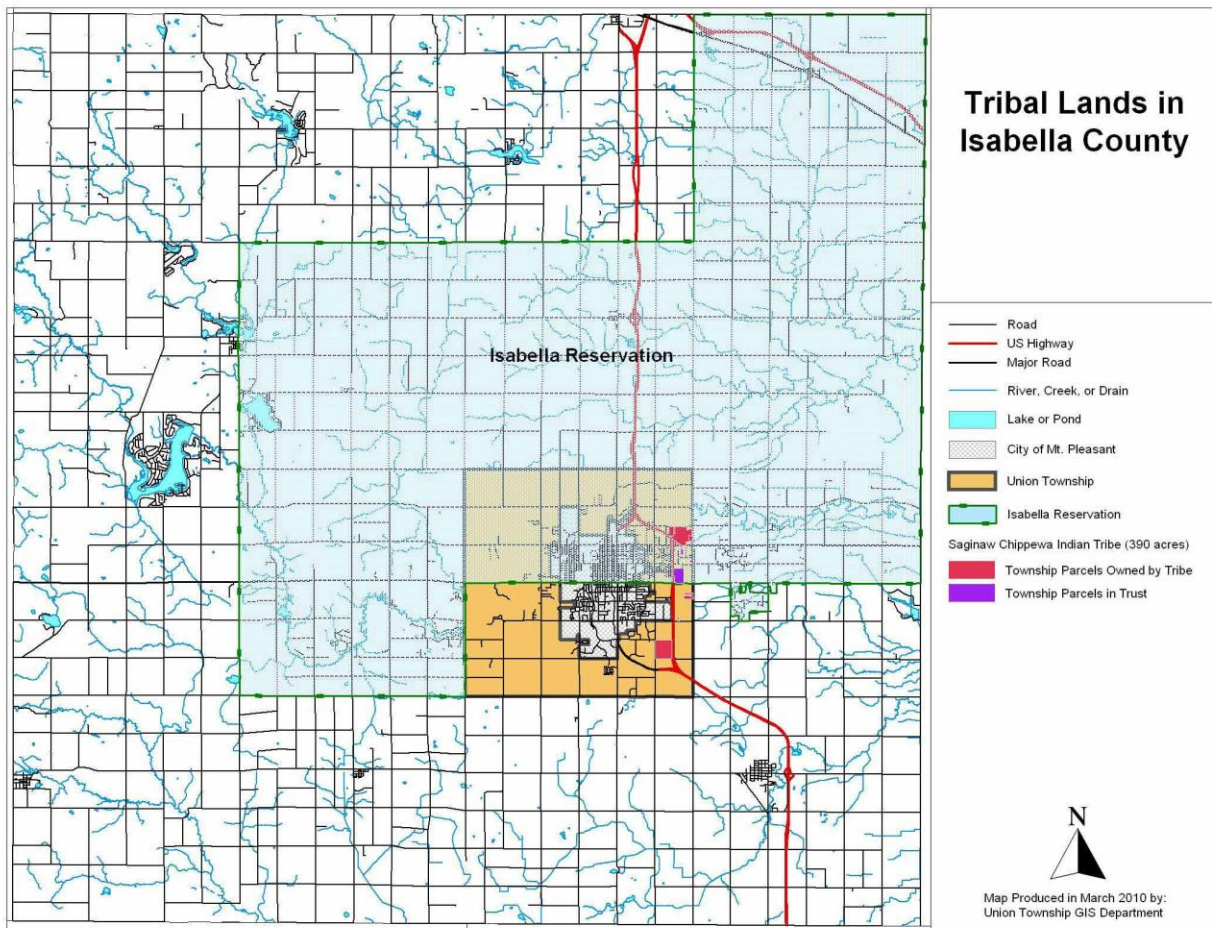 Tribal Lands in
Isabella County
Isabella Reservation
Road
US Highway
Major Road
River, Creek, or Drain
Lake or Pond
City of Mt. Pleasant
Union Township
Isabella Reservation
Saginaw Chippewa Indian Tribe (390 acres)
Township Parcels Owned by Tribe
Township Parcels in Trust
N
Map Produced in March 2010 by:
Union Township GIS Department